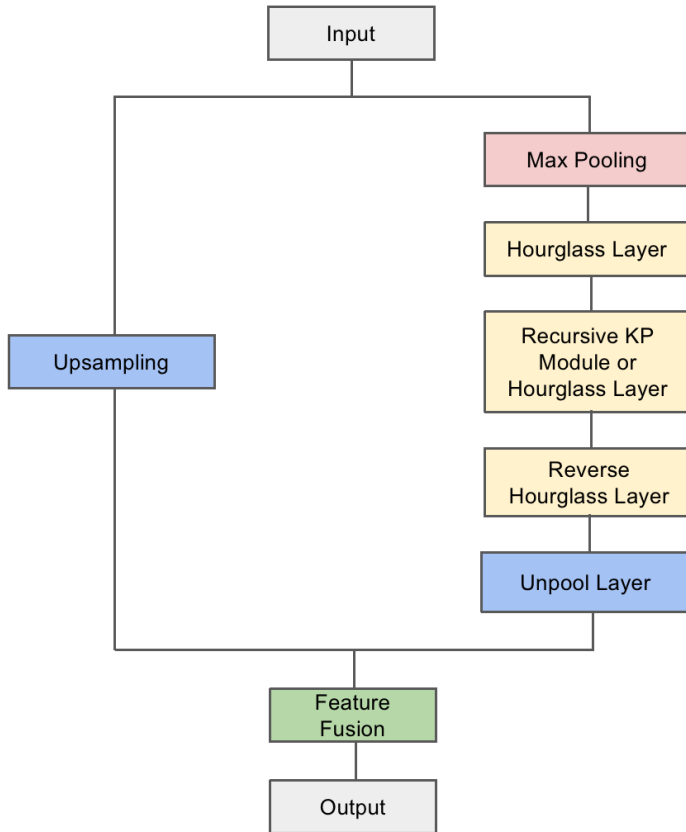 Input
Max Pooling
Hourglass Layer
Upsampling
Recursive KP
Module or
Hourglass Layer
Reverse
Hourglass Layer
Unpool Layer
Feature
Fusion
Output